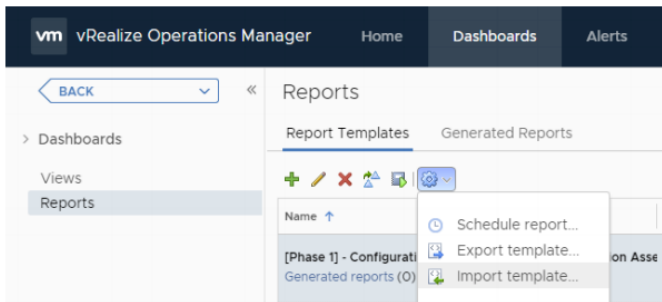 vm vRealize Operations Manager Home Dashboards Alerts
BACK
Reports
Dashboards
Report Templates Generated Reports
Views
Reports
Name
Schedule report...
[Phase 1] - Configurati on Asse
Export template...
Generated reports (0)
Import template...